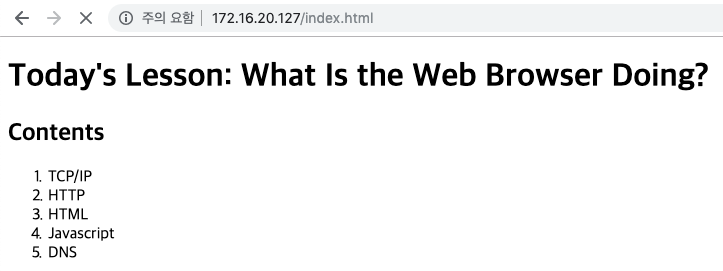 주의 요함 172.16.20.127/index.html
Today's Lesson: What Is the Web Browser Doing?
Contents
1. TCP/IP
2. HTTP
3. HTML
4. Javascript
5. DNS